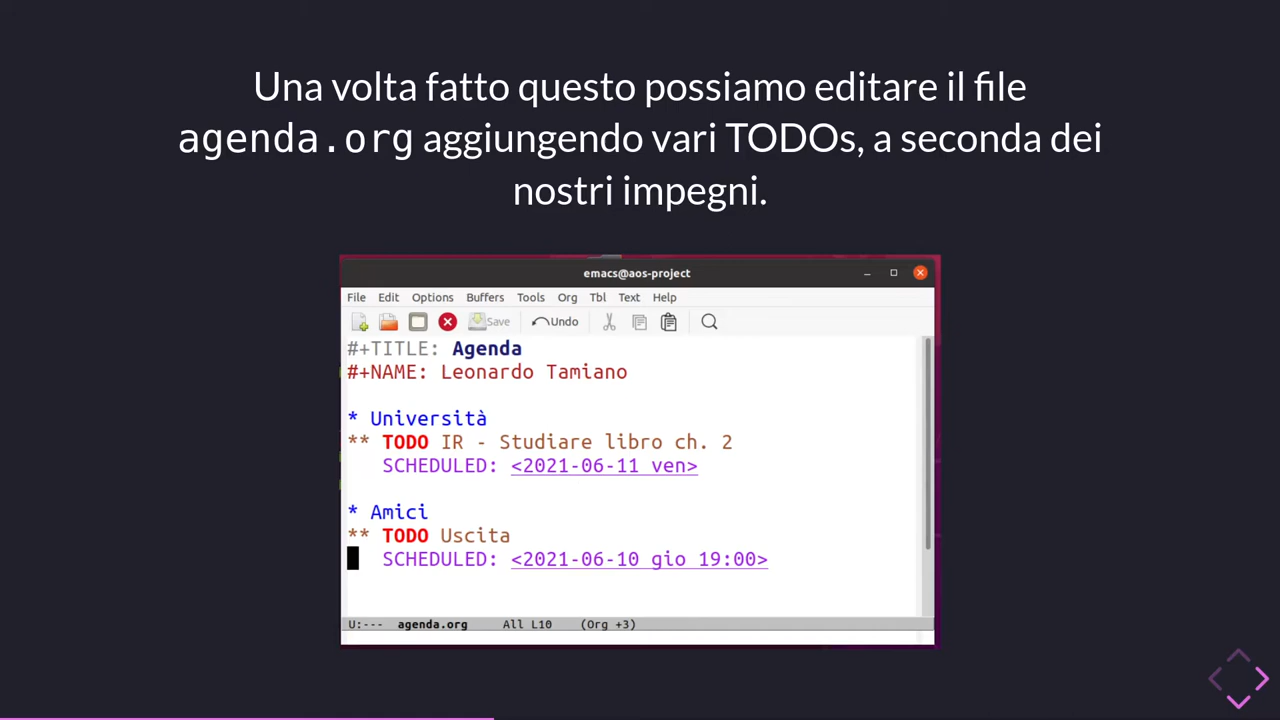 Una volta fatto questo possiamo editare il file
agenda.org aggiungendo vari TODOs, a seconda dei
nostri impegni.
emacs@aos-project
File Edit Options Buffers Tools Org Tbl Text Help
Save Undo
#+TITLE: Agenda
#+NAME: Leonardo Tamiano
* Università
** TODO IR - Studiare libro ch. 2
SCHEDULED: <2021-06-11 ven>
* Amici
** TODO Uscita
SCHEDULED: <2021-06-10 gio 19:00>
U:--- agenda.org All L10 (Org +3)